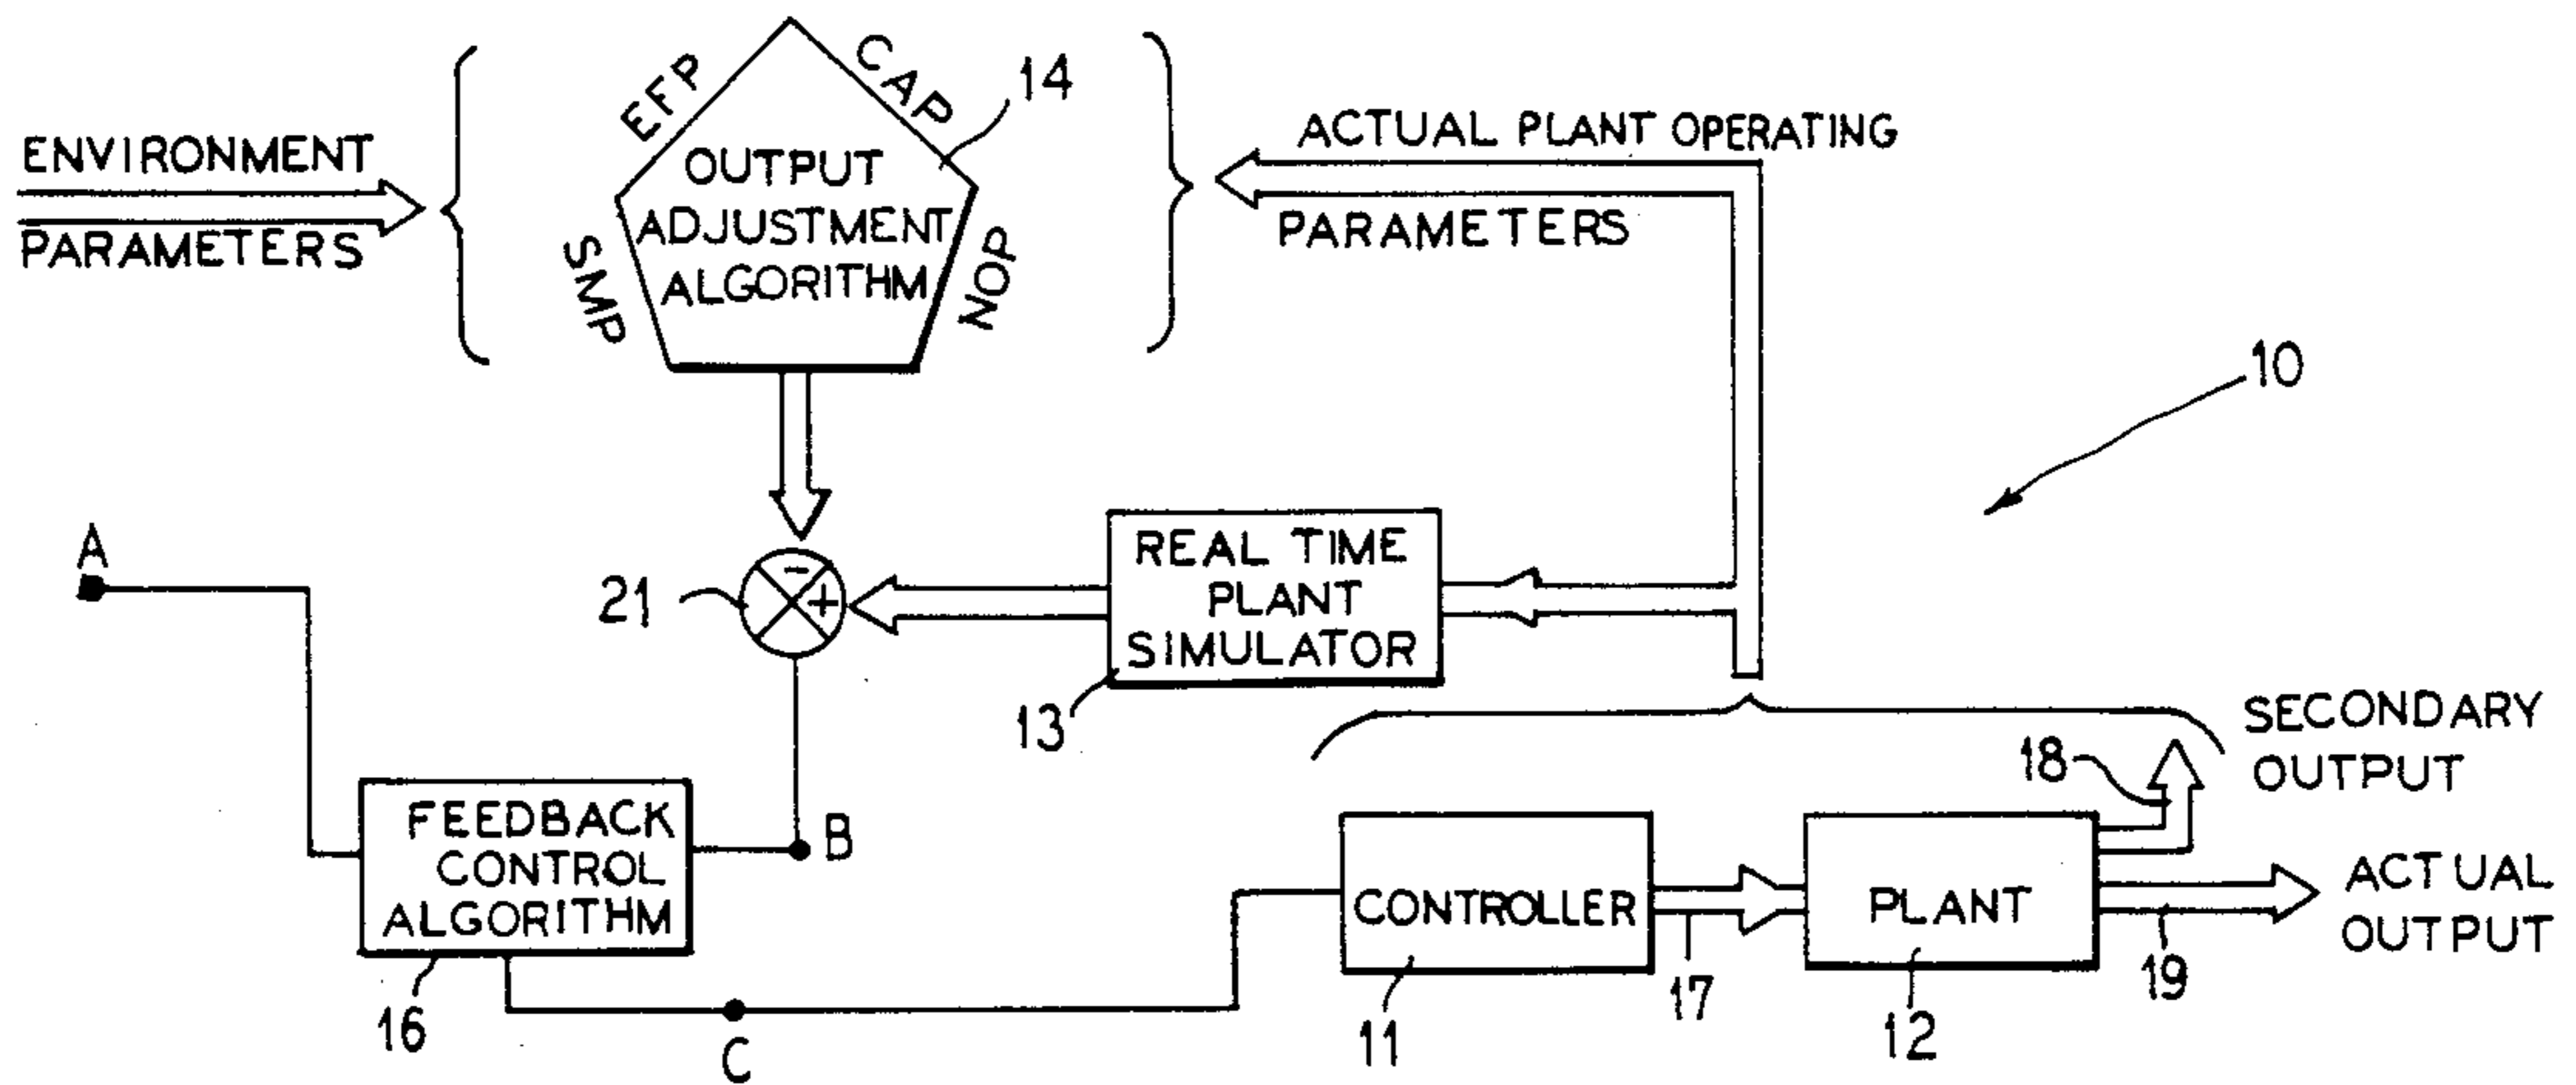 EFP
CAP
14
ENVIRONMENT
PARAMETERS
OUTPUT
ADJUSTMENT
ALGORITHM
SMP
NOP
ACTUAL PLANT OPERATING
PARAMETERS
10
A
21
-
+
REAL TIME
PLANT
SIMULATOR
13
SECONDARY
OUTPUT
18
FEEDBACK
CONTROL
ALGORITHM
B
16
C
CONTROLLER
11
17
PLANT
12
ACTUAL
OUTPUT
19